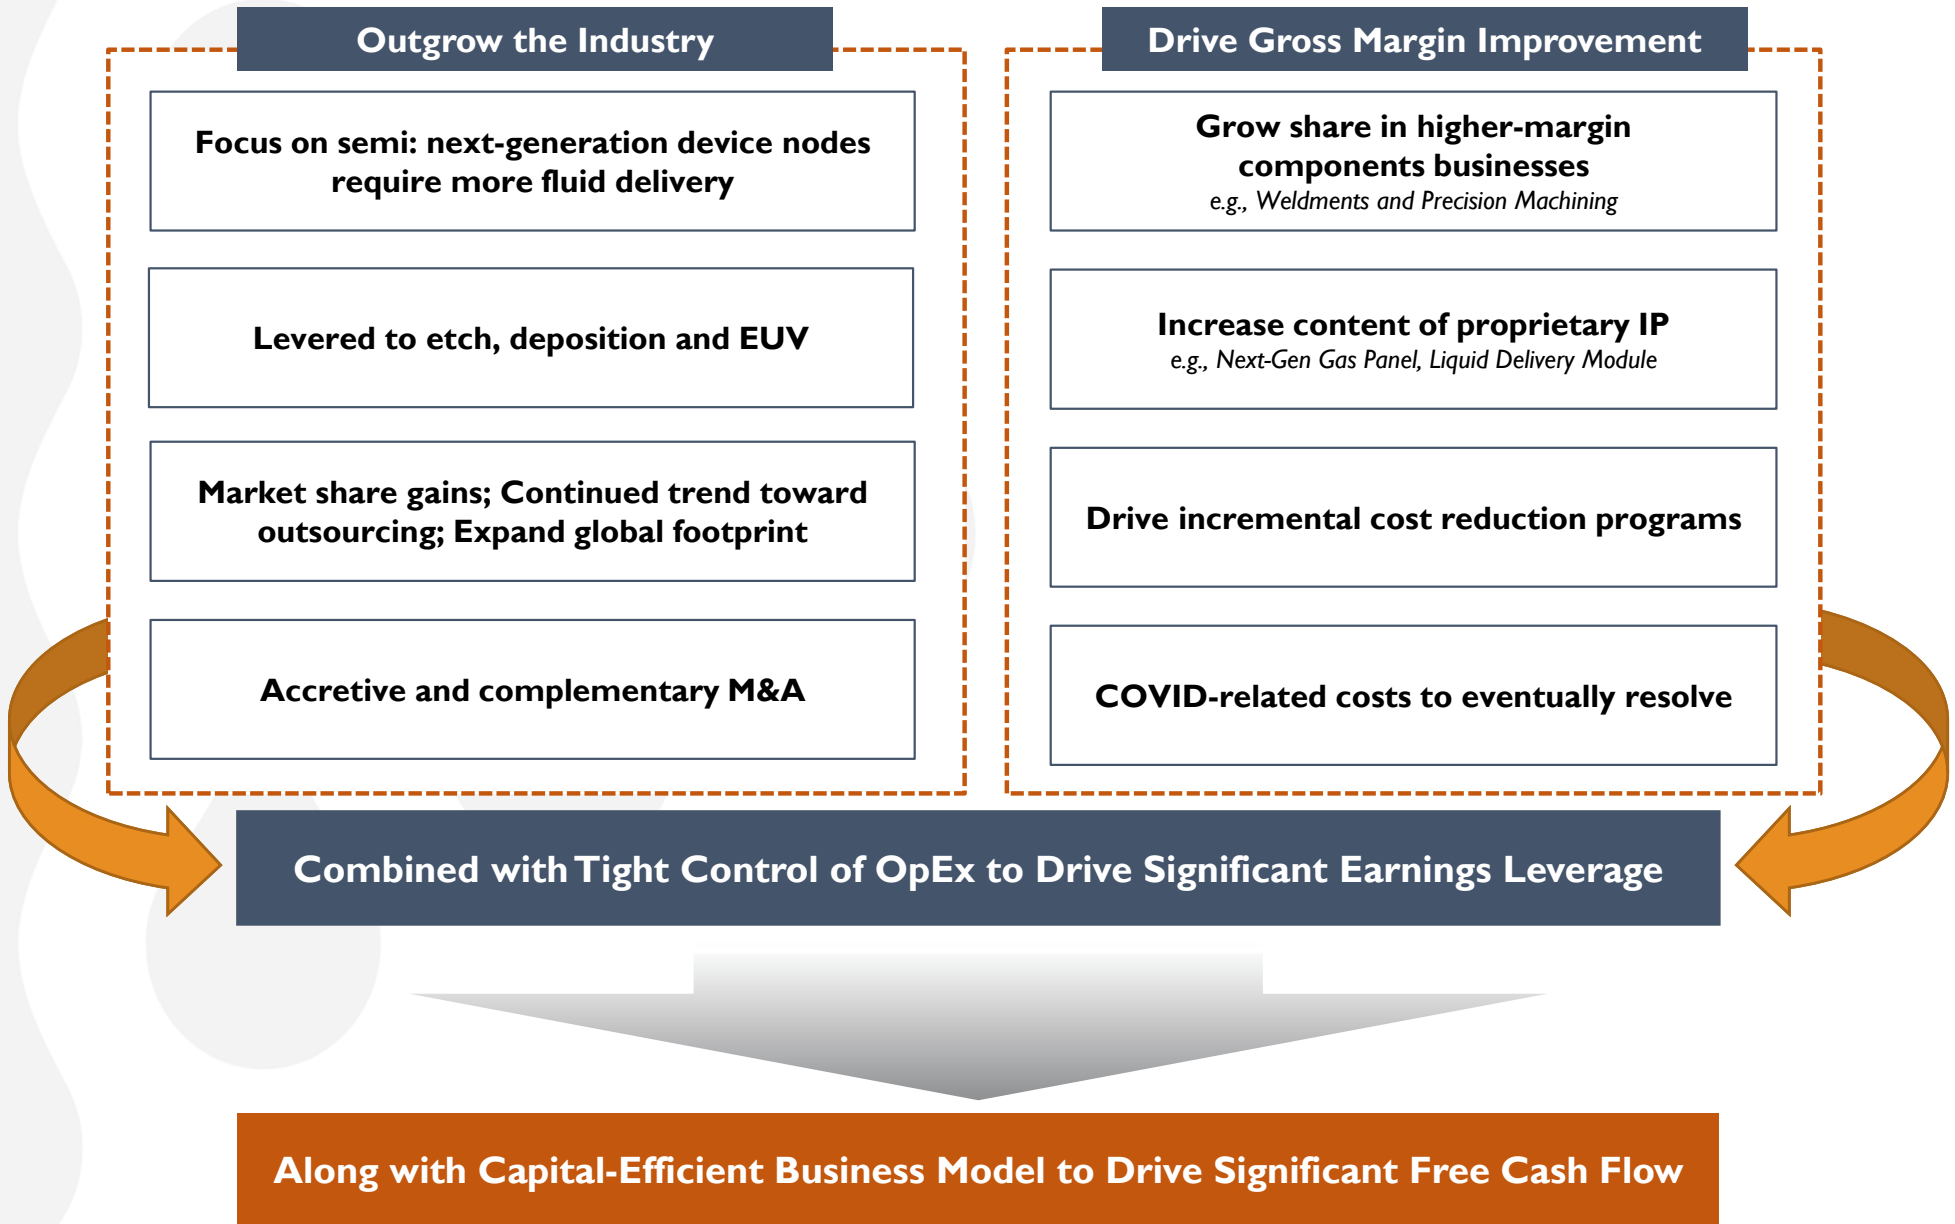 Outgrow the Industry
Focus on semi: next-generation device nodes
require more fluid delivery
Levered to etch, deposition and EUV
Market share gains; Continued trend toward
outsourcing; Expand global footprint
Accretive and complementary M&A
Drive Gross Margin Improvement
Grow share in higher-margin
components businesses
e.g., Weldments and Precision Machining
Increase content of proprietary IP
e.g., Next-Gen Gas Panel, Liquid Delivery Module
Drive incremental cost reduction programs
COVID-related costs to eventually resolve
Combined with Tight Control of OpEx to Drive Significant Earnings Leverage
Along with Capital-Efficient Business Model to Drive Significant Free Cash Flow